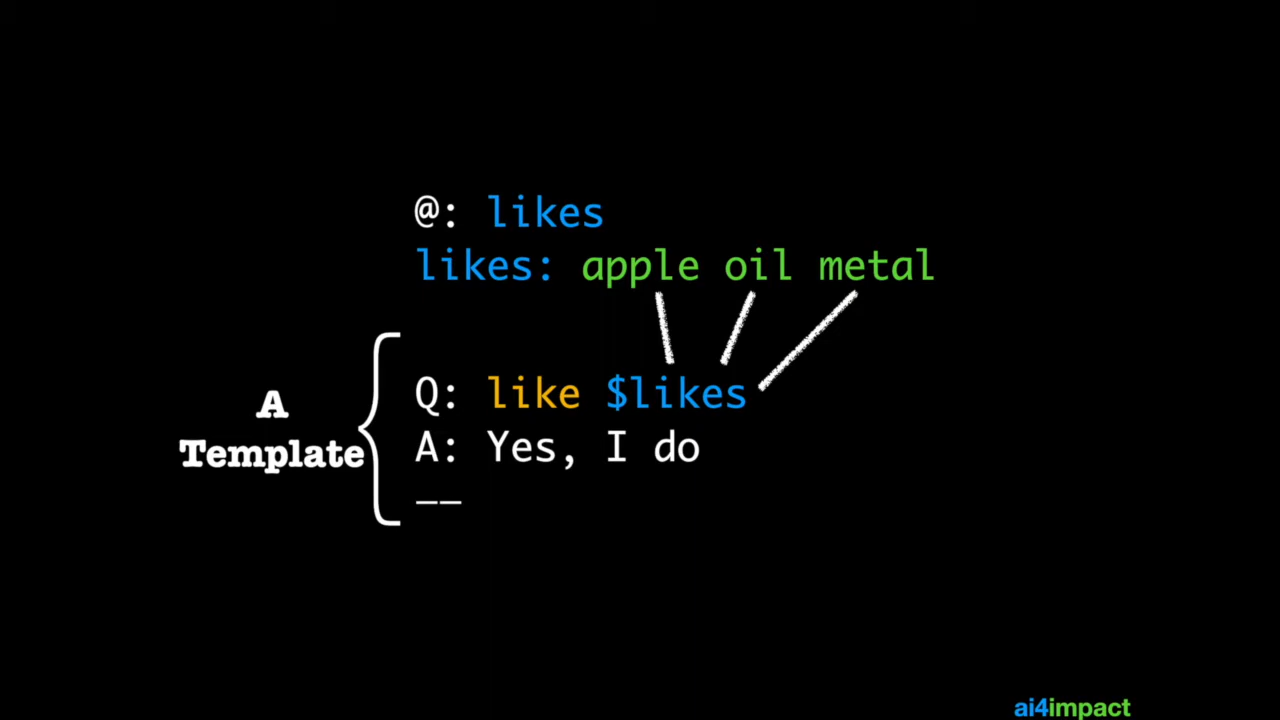 @: likes
likes: apple oil metal
A
Template
Q: like $likes
A: Yes, I do
--
ai4impact